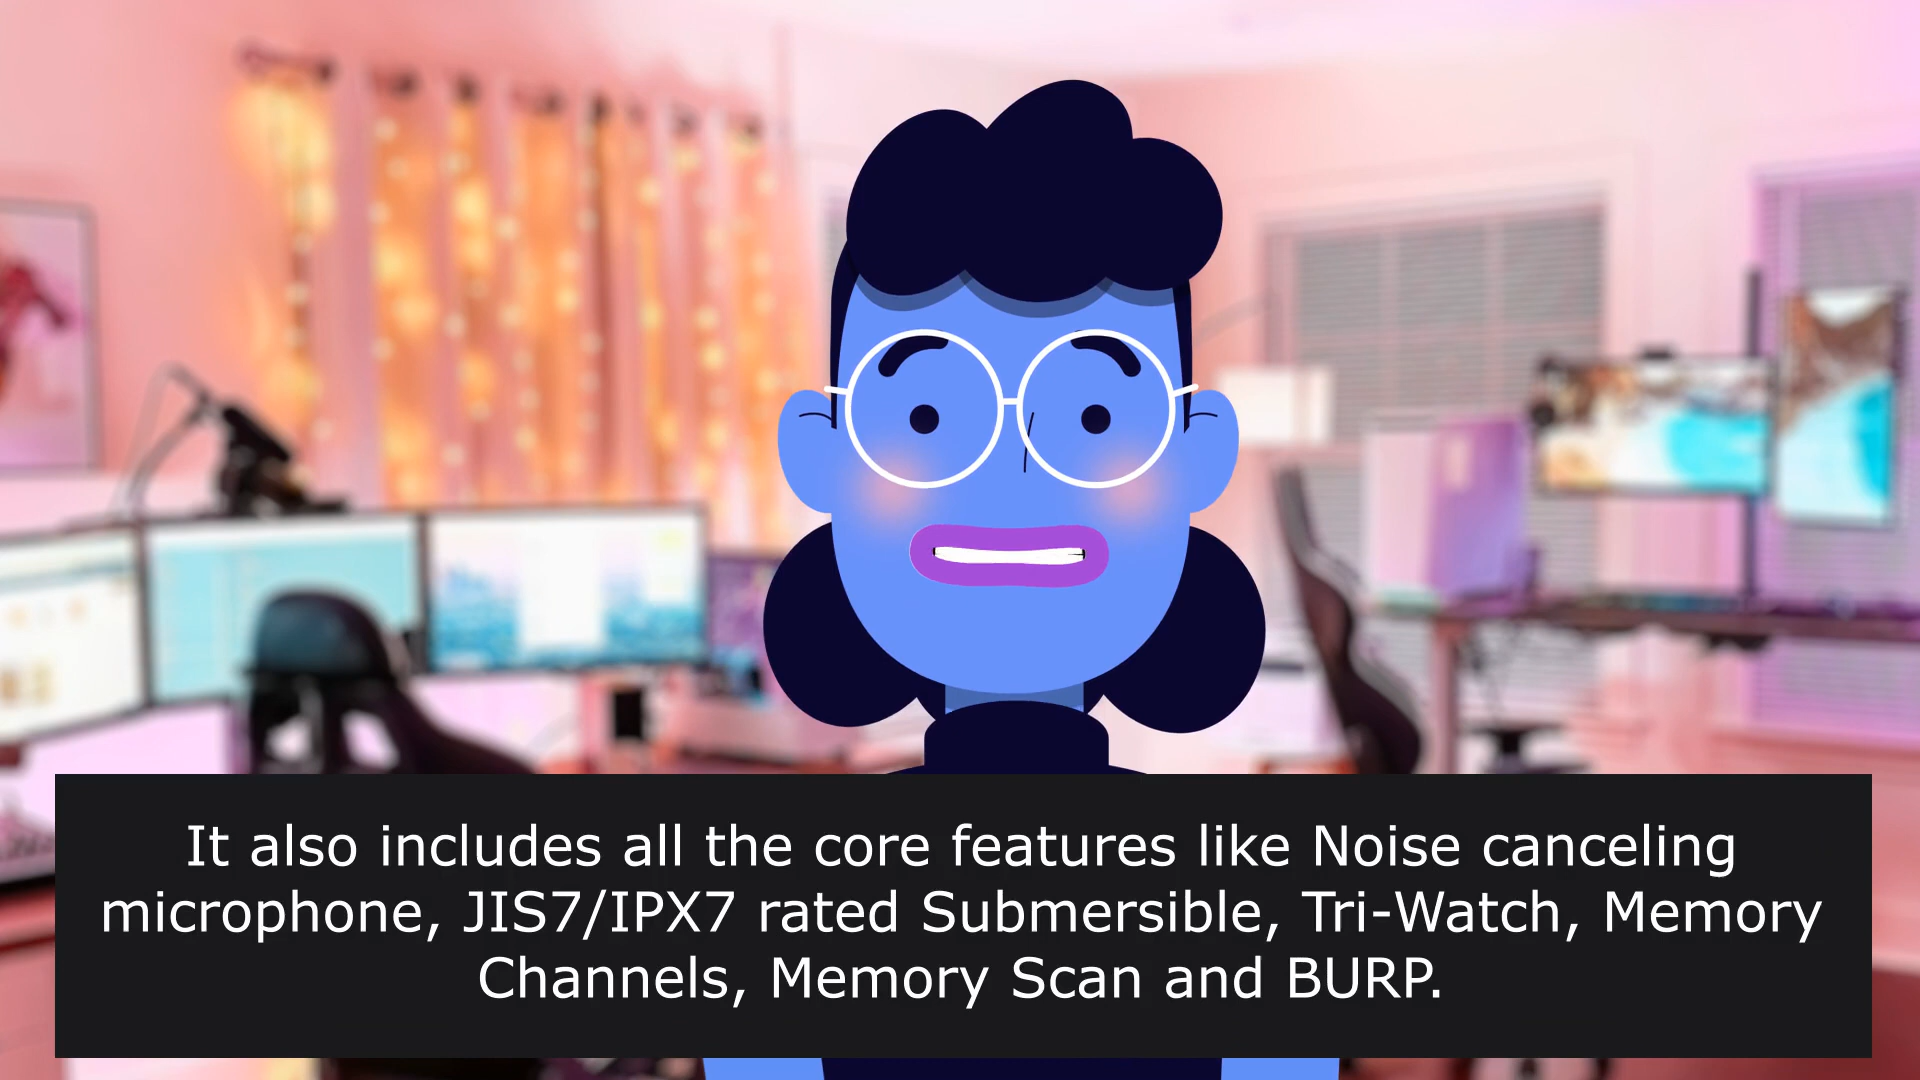 It also includes all the core features like Noise canceling
microphone, JIS7/IPX7 rated Submersible, Tri-Watch, Memory
Channels, Memory Scan and BURP.